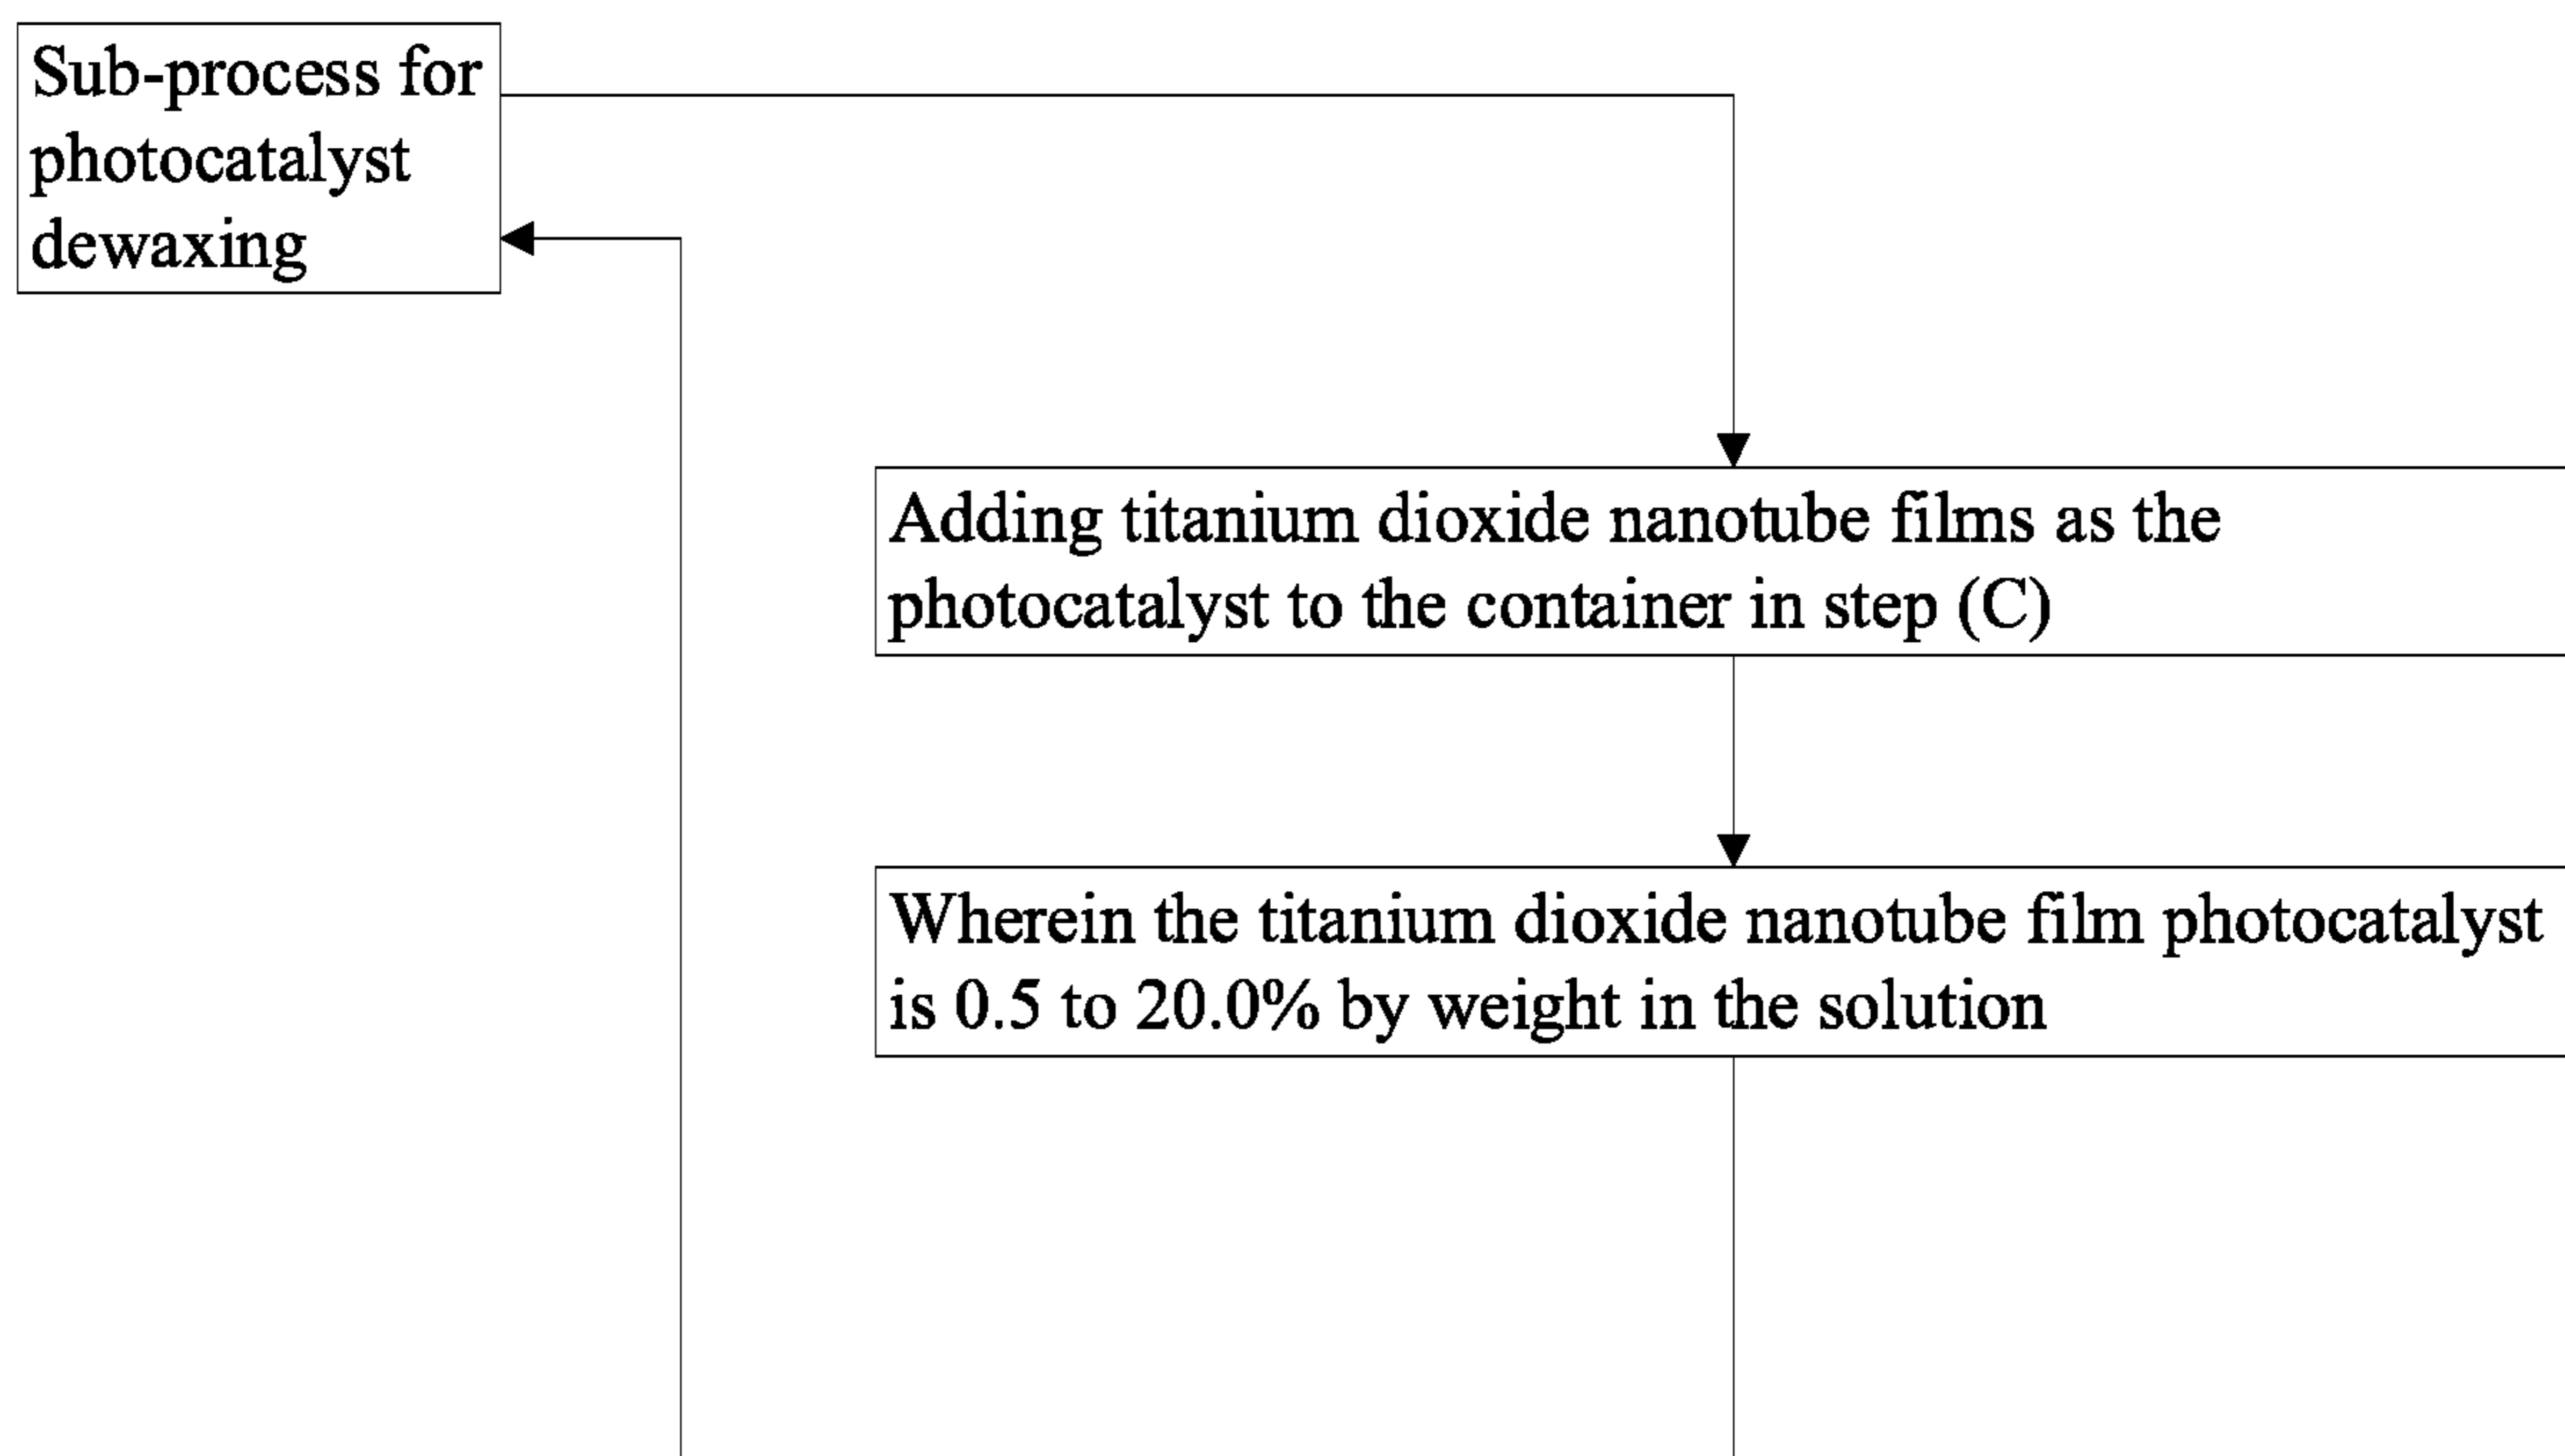 Sub-process for
photocatalyst
dewaxing
Adding titanium dioxide nanotube films as the
photocatalyst to the container in step (C)
Wherein the titanium dioxide nanotube film photocatalyst
is 0.5 to 20.0% by weight in the solution